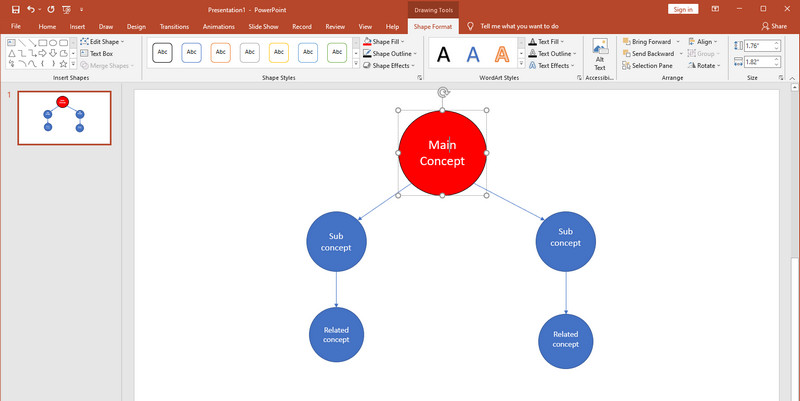 Presentation1 - PowerPoint
Drawing Tools
Sign in
File Home Insert Draw Design Transitions Animations Slide Show Record Review View Help Shape Format Tell me what you want to do Share
Edit Shape
Text Box
Merge Shapes
Insert Shapes
Abc Abc Abc Abc Abc Abc Abc
Shape Fill
Shape Outline
Shape Effects
Shape Styles
A A A
Text Fill
Text Outline
Text Effects
WordArt Styles
Alt
Text
Accessibili...
Bring Forward
Send Backward
Selection Pane
Align
Group
Rotate
Arrange
1.76"
1.82"
Size
1
Main
Concept
Sub
concept
Sub
concept
Related
concept
Related
concept